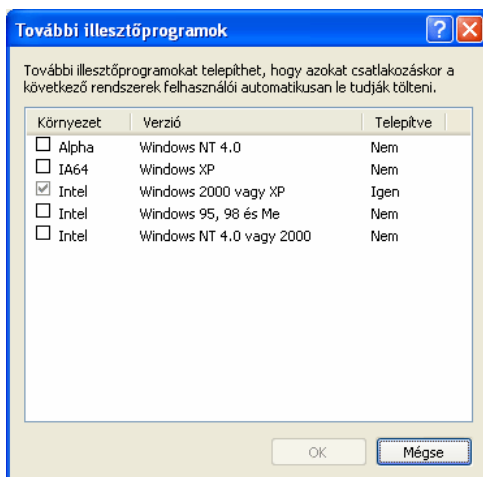 További illesztőprogramok
További illesztőprogramokat telepíthet, hogy azokat csatlakozáskor a
következő rendszerek felhasználói automatikusan le tudják tölteni.
Környezet Verzió Telepítve
Alpha Windows NT 4.0 Nem
IA64 Windows XP Nem
Intel Windows 2000 vagy XP Igen
Intel Windows 95, 98 és Me Nem
Intel Windows NT 4.0 vagy 2000 Nem
OK Mégse